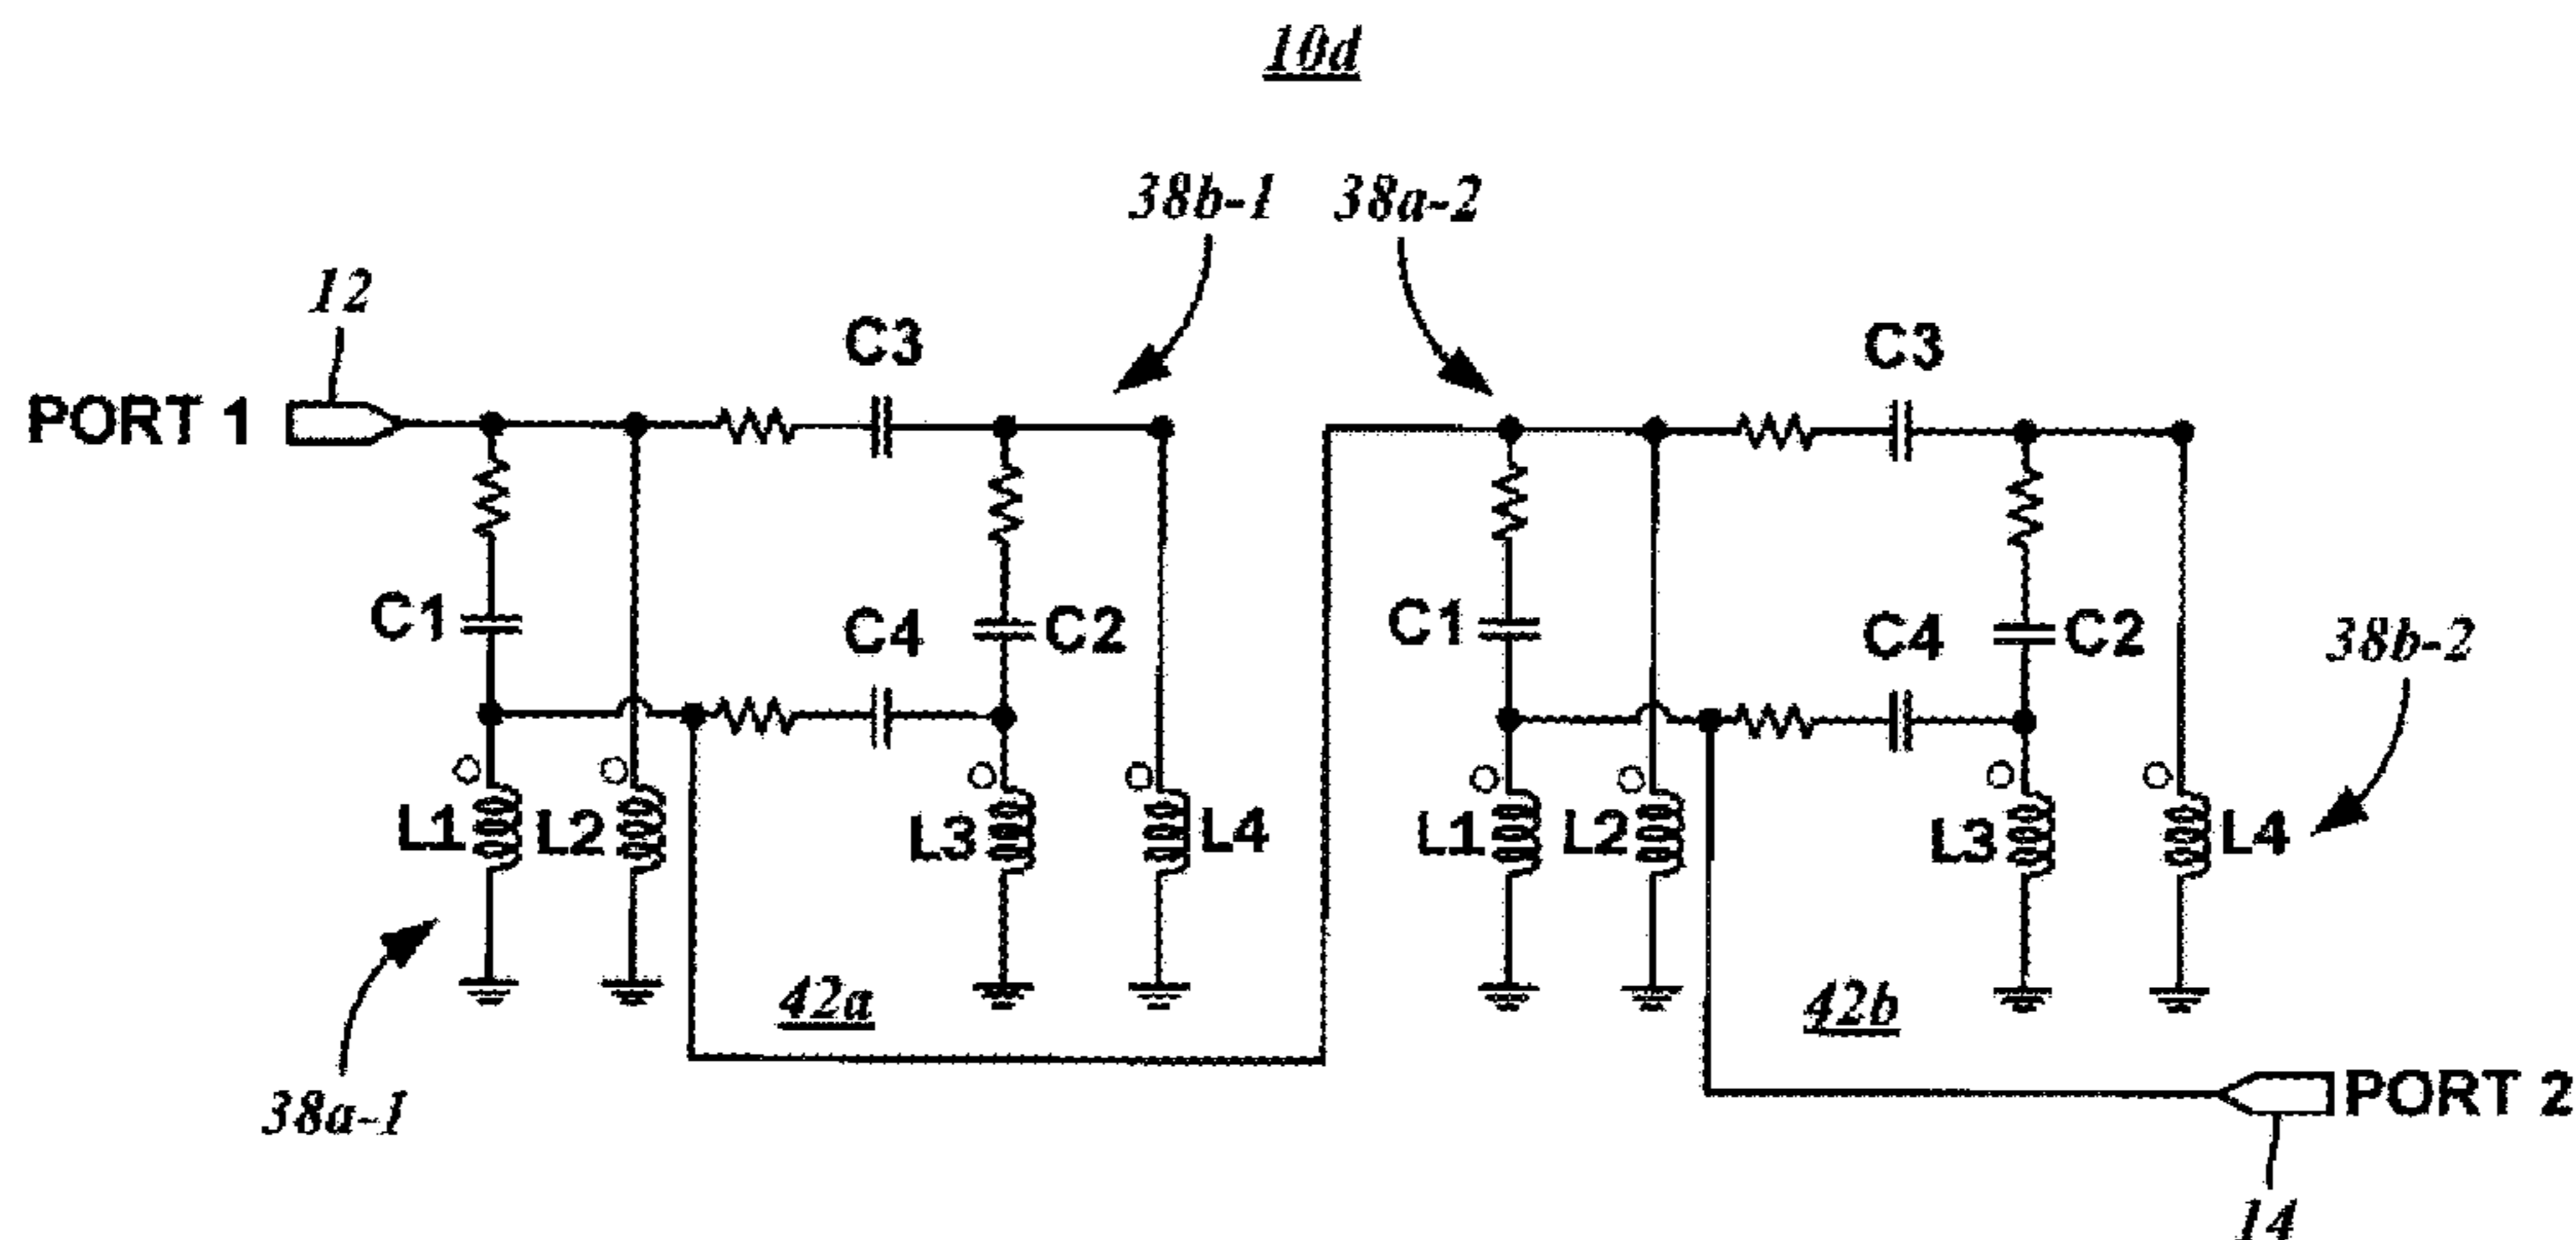 10d
38b-1 38a-2
12
C3 C3
PORT 1
C1 C4 C2 C1 C4 C2
38b-2
L1 L2 L3 L4 L1 L2 L3 L4
42a 42b
38a-1
PORT 2
14